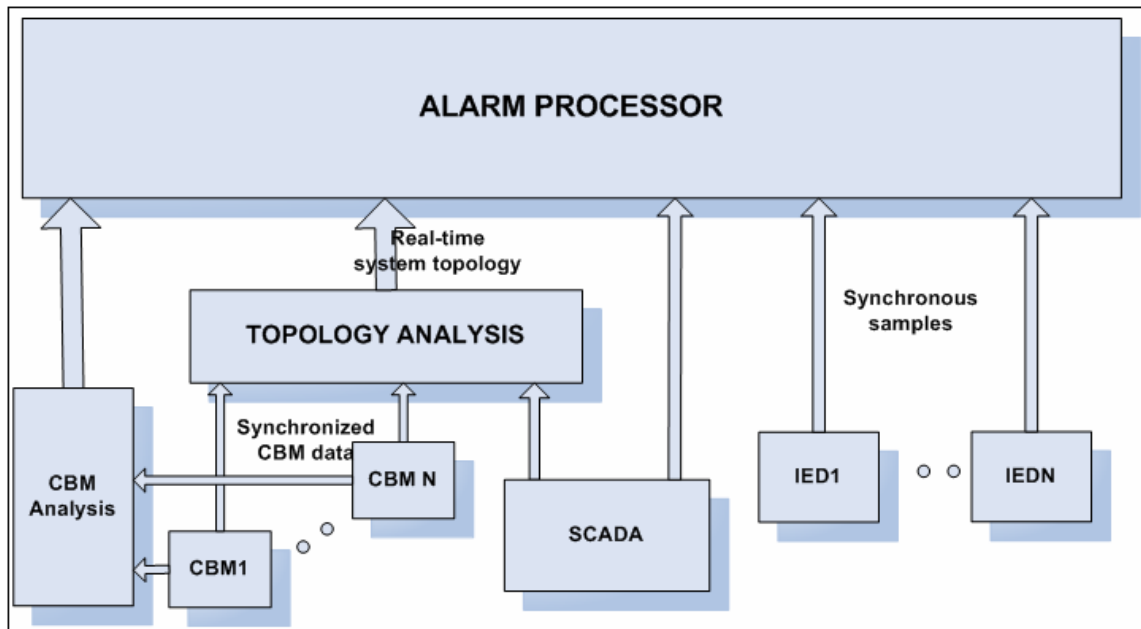 ALARM PROCESSOR
Real-time
system topology
TOPOLOGY ANALYSIS
Synchronous
samples
Synchronized
CBM data
CBM
Analysis
CBM N
CBM1
SCADA
IED1
IEDN